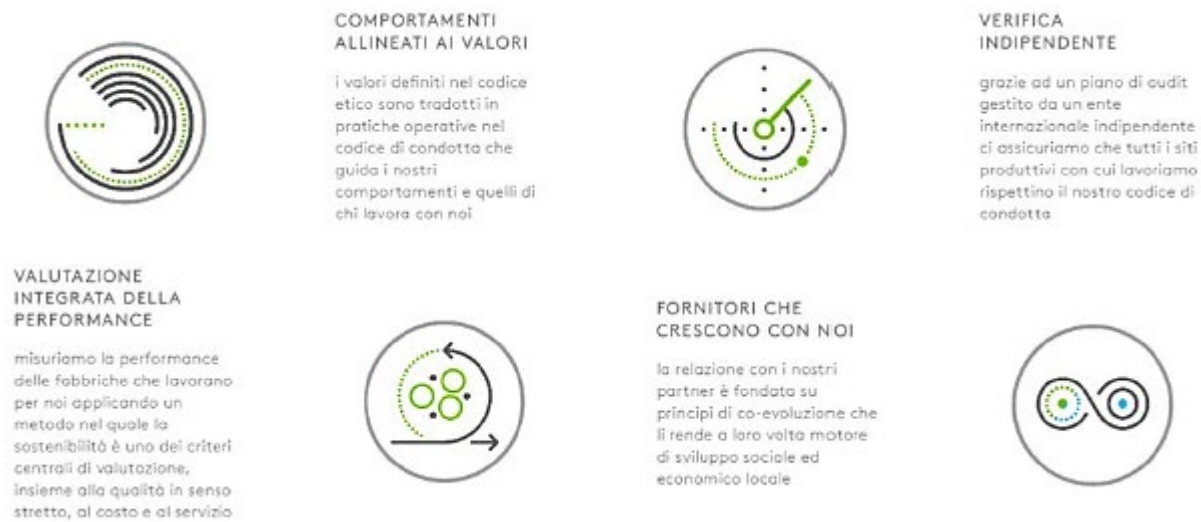 COMPORTAMENTI
ALLINEATI AI VALORI
i valori definiti nel codice
etico sono tradotti in
pratiche operative nel
codice di condotta che
guida i nostri
comportamenti e quelli di
chi lavora con noi
VERIFICA
INDIPENDENTE
grazie ad un piano di audit
gestito da un ente
internazionale indipendente
ci assicuriamo che tutti i siti
produttivi con cui lavoriamo
rispettino il nostro codice di
condotta
VALUTAZIONE
INTEGRATA DELLA
PERFORMANCE
misuriamo la performance
delle fabbriche che lavorano
per noi applicando un
metodo nel quale la
sostenibilità è uno dei criteri
centrali di valutazione,
insieme alla qualità in senso
stretto, al costo e al servizio
FORNITORI CHE
CRESCONO CON NOI
la relazione con i nostri
partner è fondata su
principi di co-evoluzione che
li rende a loro volta motore
di sviluppo sociale ed
economico locale